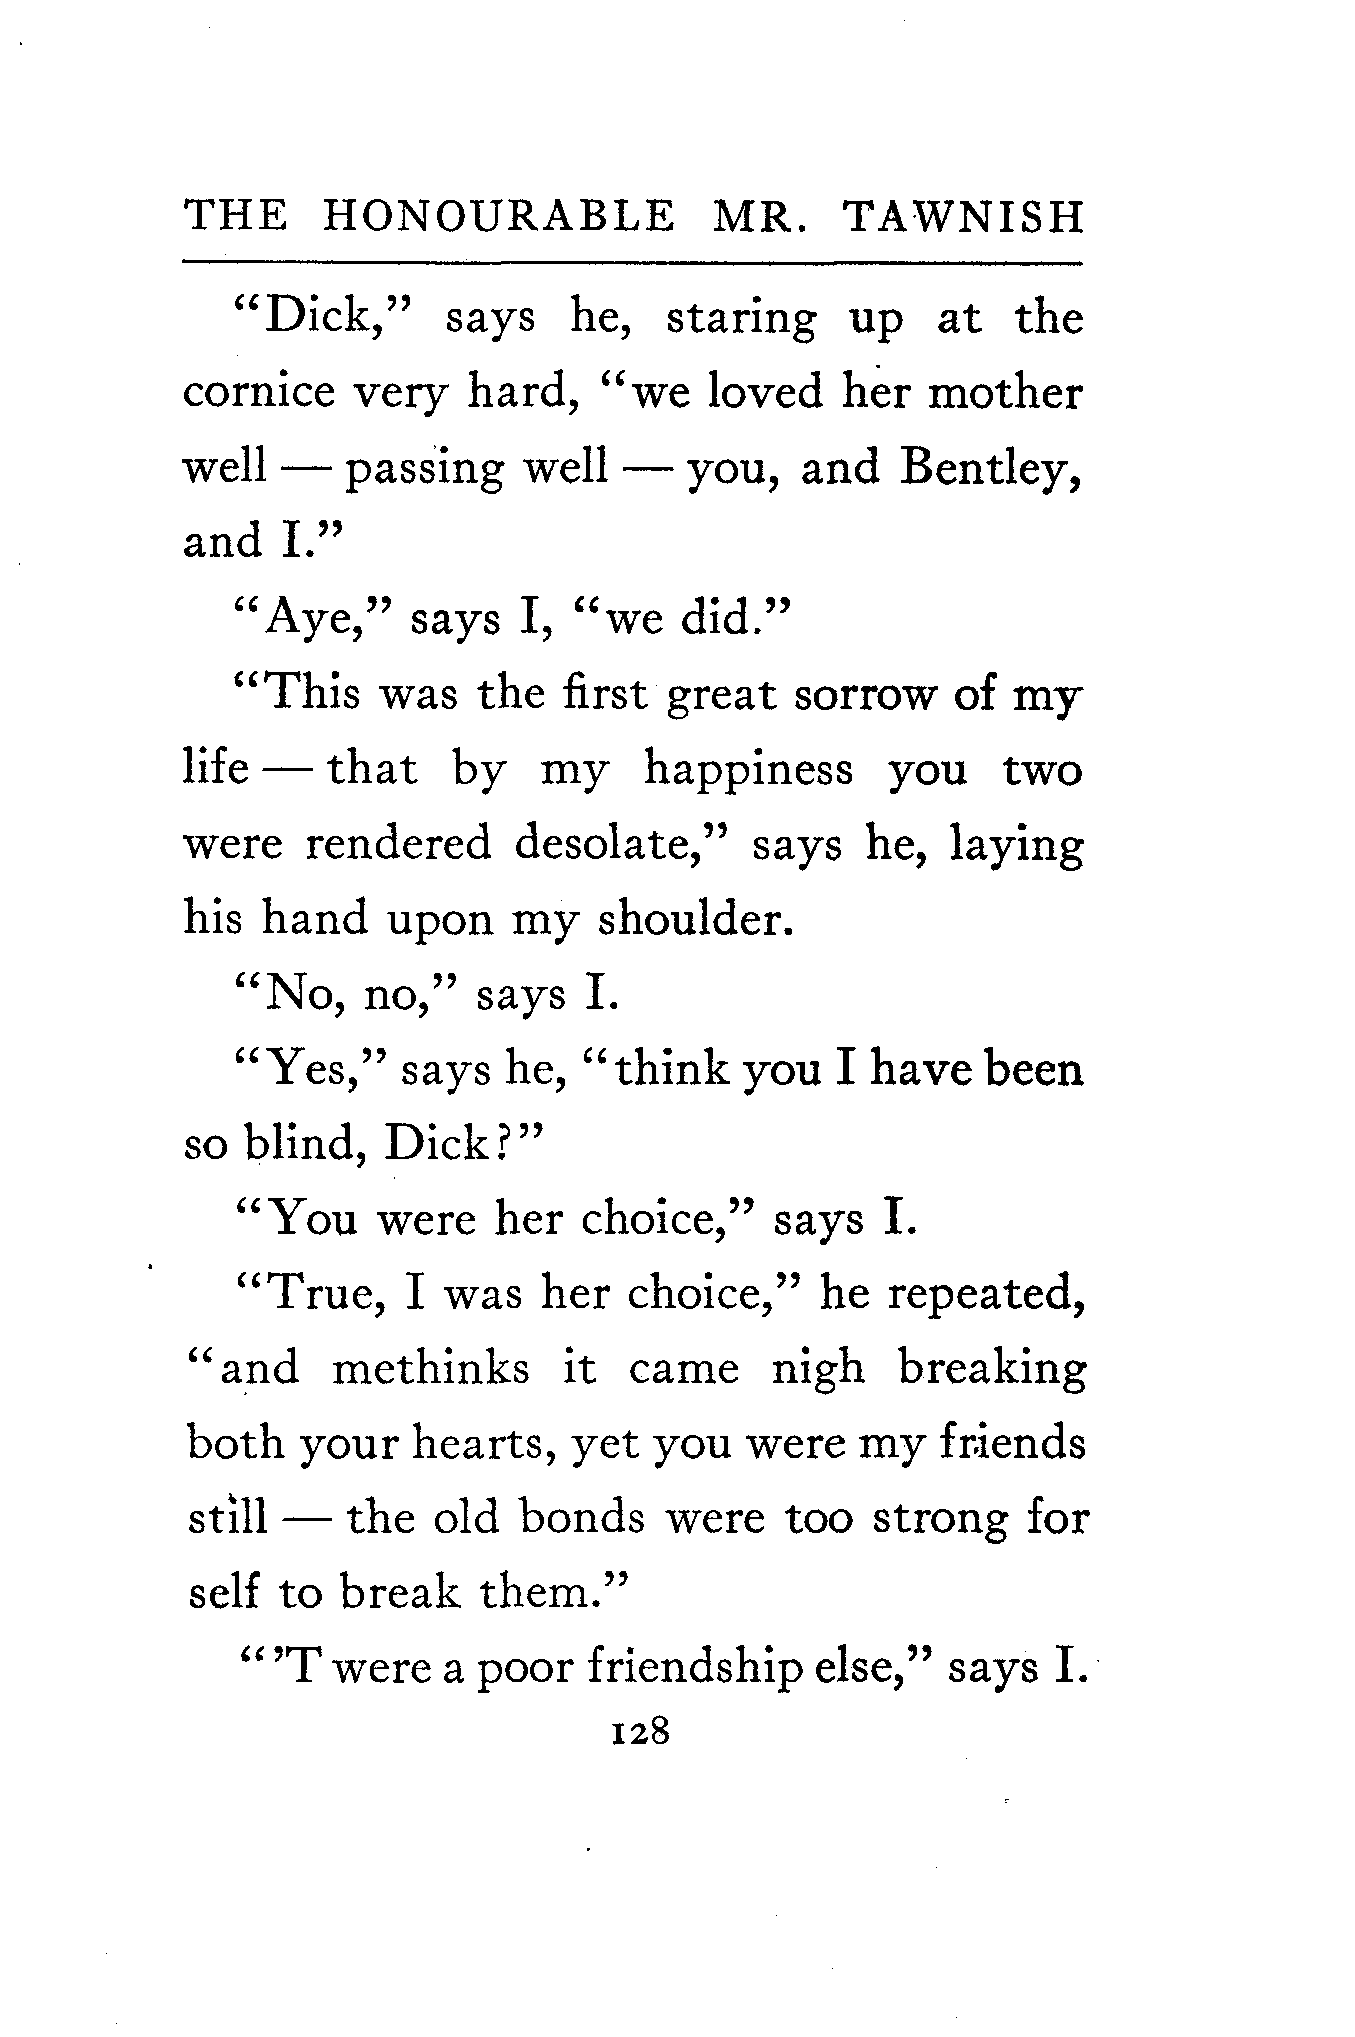 THE HONOURABLE MR. TAWNISH
“Dick,” says he, staring up at the
cornice very hard, “we loved her mother
well — passing well — you, and Bentley,
and I.”
“Aye,” says I, “we did.”
“This was the first great sorrow of my
life — that by my happiness you two
were rendered desolate,” says he, laying
his hand upon my shoulder.
“No, no,” says I.
“Yes,” says he, “think you I have been
so blind, Dick?”
“You were her choice,” says I.
“True, I was her choice,” he repeated,
“and methinks it came nigh breaking
both your hearts, yet you were my friends
still — the old bonds were too strong for
self to break them.”
“’T were a poor friendship else,” says I.
128